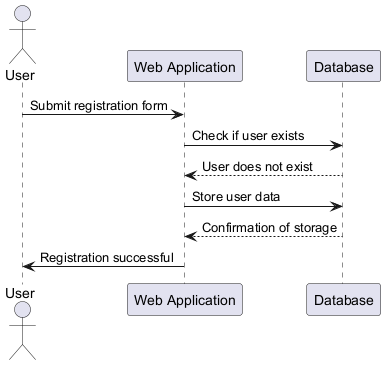 User
Web Application
Database
Submit registration form
Check if user exists
User does not exist
Store user data
Confirmation of storage
Registration successful
User
Web Application
Database